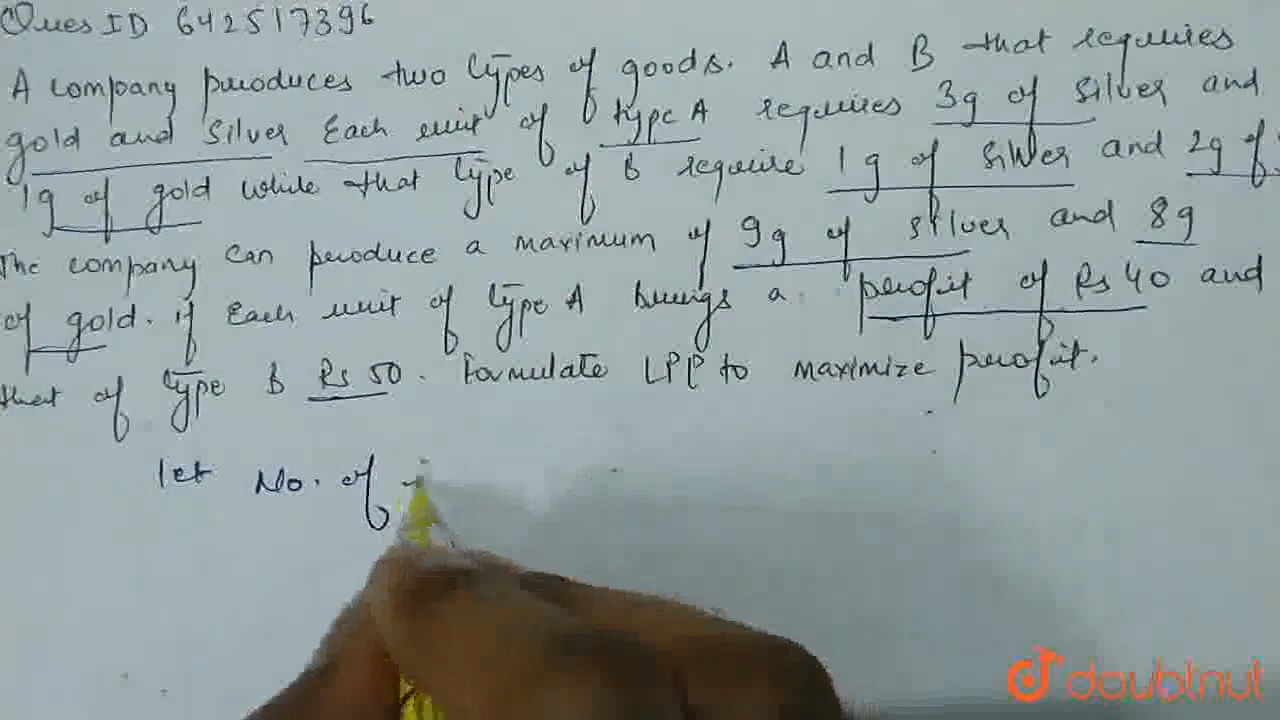 Ques ID 642517396
A company produces two types of goods. A and B that requires
gold and Silver Each unit of type A requires 3g of silver and
1g of gold while that type of B require 1g of silver and 2g of
The company can produce a maximum of 9g of silver and 8g
of gold. if Each unit of type A brings a profit of Rs 40 and
that of type B Rs 50. Formulate LPP to maximize profit.
let No. of
doubtnut